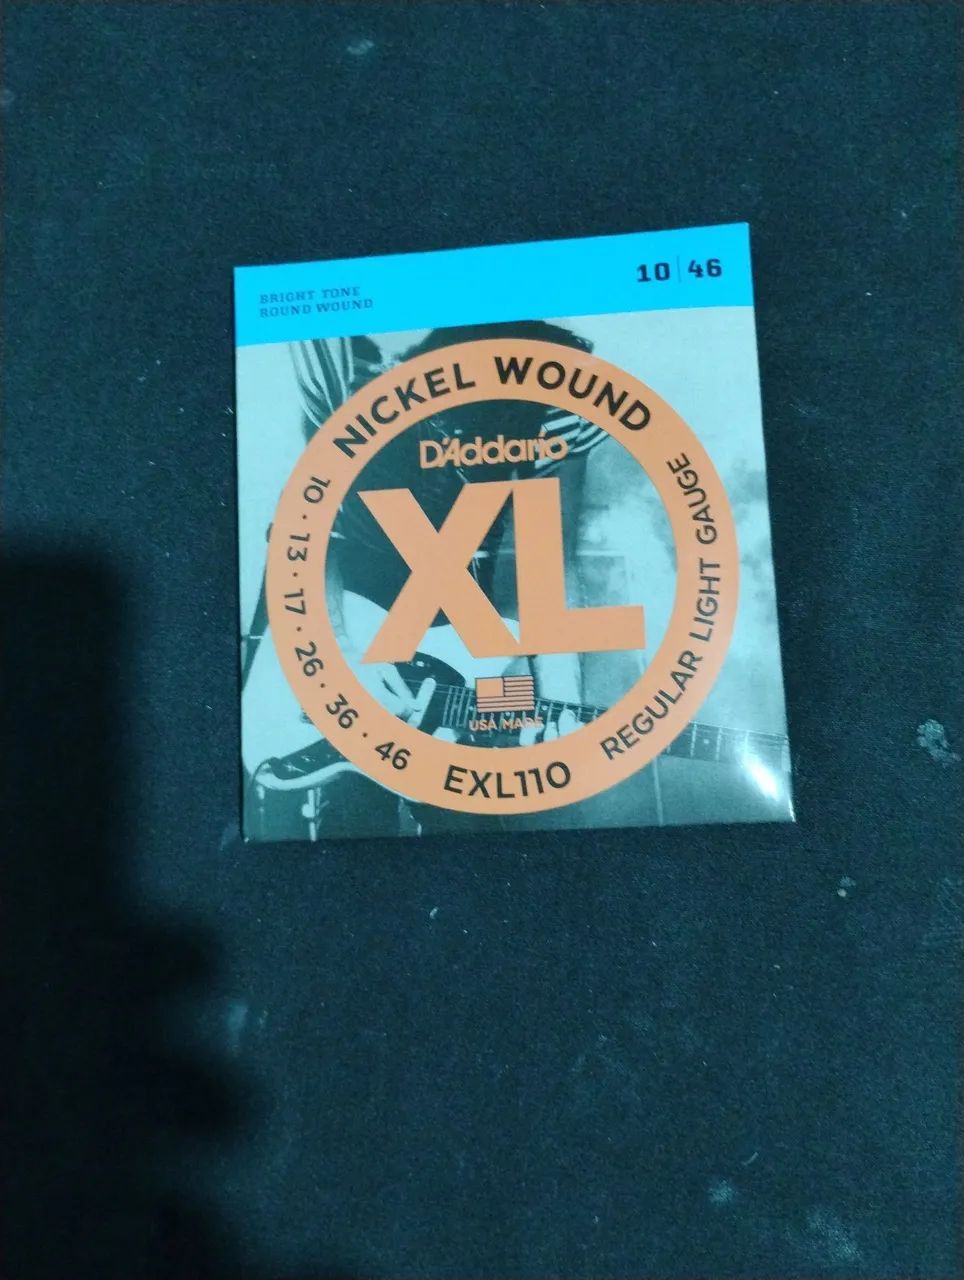 BRIGHT TONE
ROUND WOUND
10 | 46
NICKEL WOUND
D'Addario
XL
USA MADE
10 · 13 · 17 · 26 · 36 · 46
EXL110
REGULAR LIGHT GAUGE